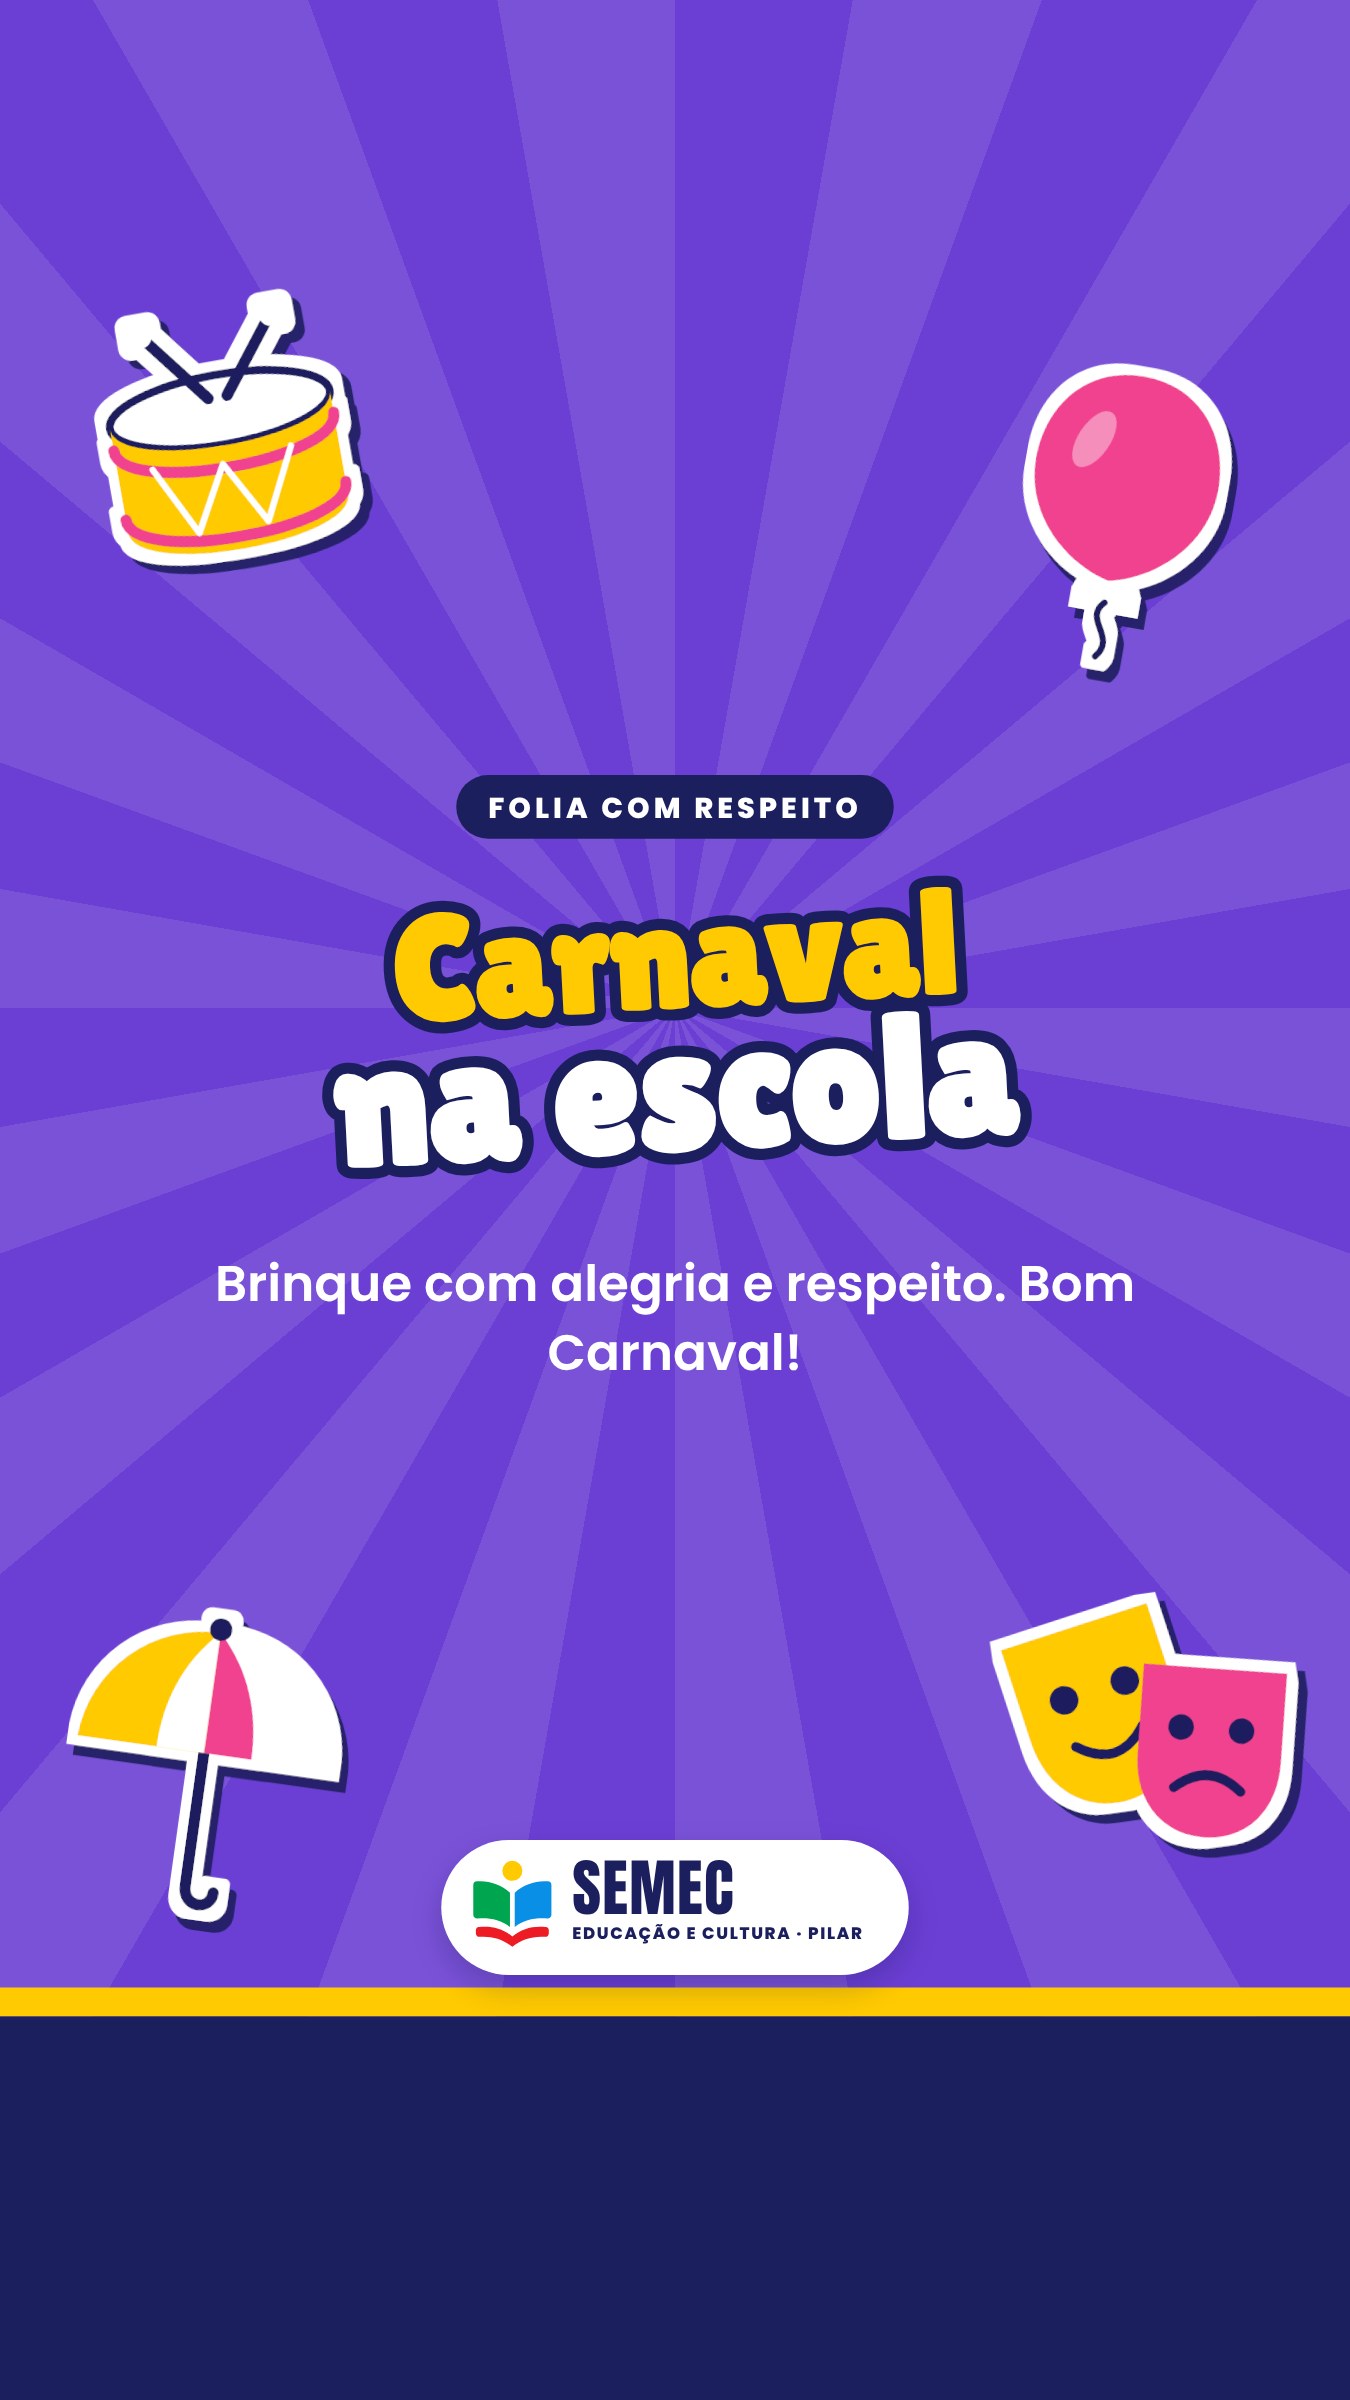 FOLIA COM RESPEITO
Carnaval
na escola
Brinque com alegria e respeito. Bom
Carnaval!
SEMEC
EDUCAÇÃO E CULTURA · PILAR